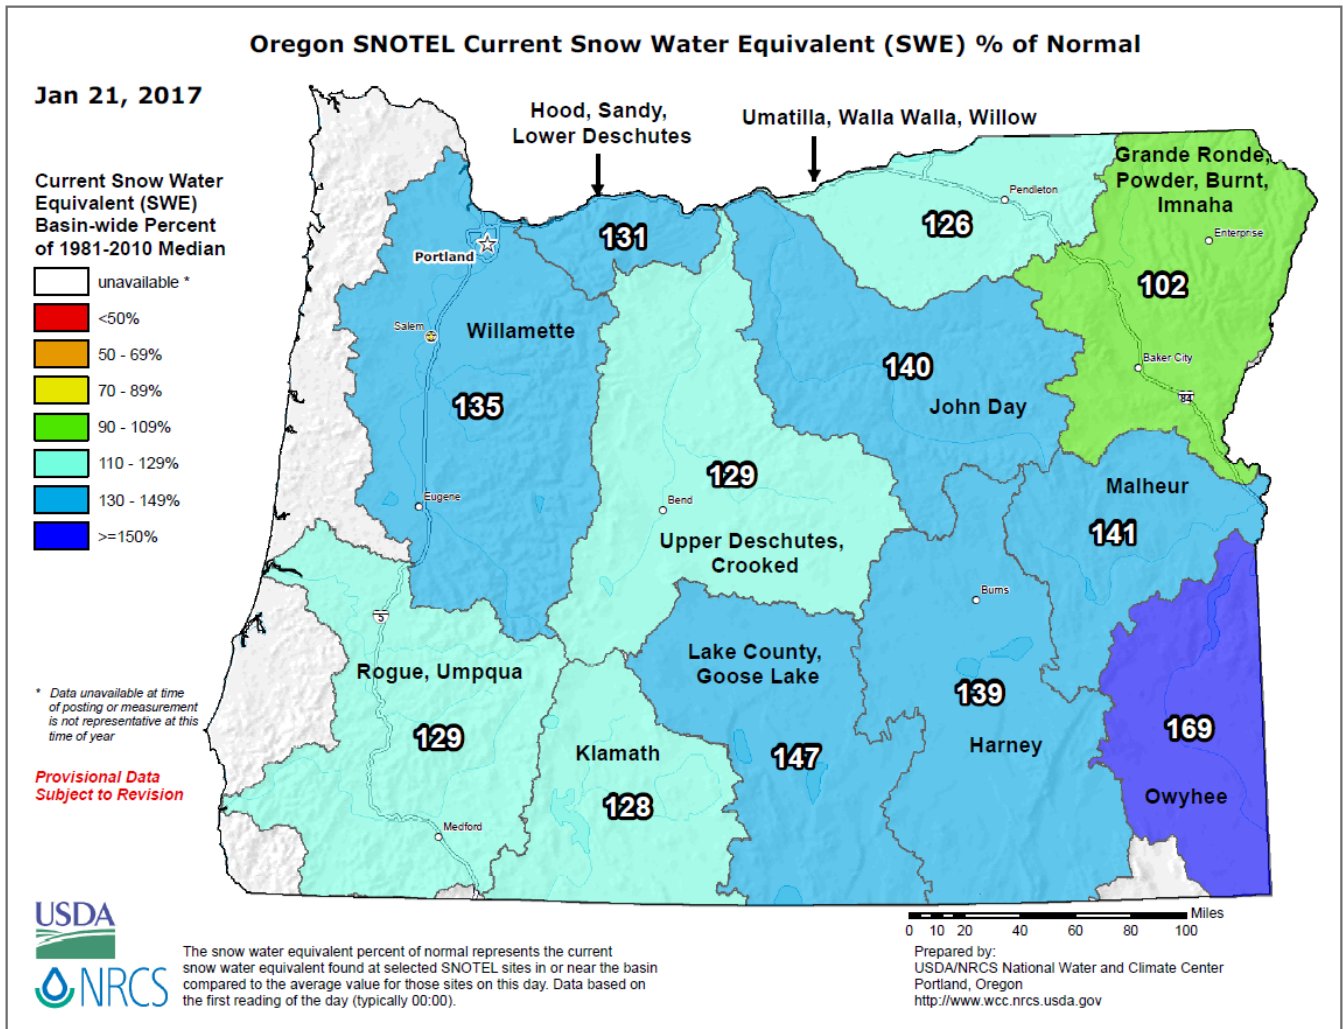 Oregon SNOTEL Current Snow Water Equivalent (SWE) % of Normal
Jan 21, 2017
Hood, Sandy,
Lower Deschutes
Umatilla, Walla Walla, Willow
Grande Ronde,
Powder, Burnt,
Imnaha
Current Snow Water
Equivalent (SWE)
Basin-wide Percent
of 1981-2010 Median
unavailable *
<50%
50 - 69%
70 - 89%
90 - 109%
110 - 129%
130 - 149%
>=150%
Pendleton
126
131
Portland
Enterprise
102
Salem
Willamette
135
140
John Day
Baker City
84
129
Bend
Upper Deschutes,
Crooked
Eugene
Malheur
141
Burns
5
Rogue, Umpqua
129
Lake County,
Goose Lake
147
139
Harney
169
Owyhee
Klamath
128
Medford
* Data unavailable at time
of posting or measurement
is not representative at this
time of year
Provisional Data
Subject to Revision
USDA
NRCS
The snow water equivalent percent of normal represents the current
snow water equivalent found at selected SNOTEL sites in or near the basin
compared to the average value for those sites on this day. Data based on
the first reading of the day (typically 00:00).
Miles
0 10 20 40 60 80 100
Prepared by:
USDA/NRCS National Water and Climate Center
Portland, Oregon
http://www.wcc.nrcs.usda.gov